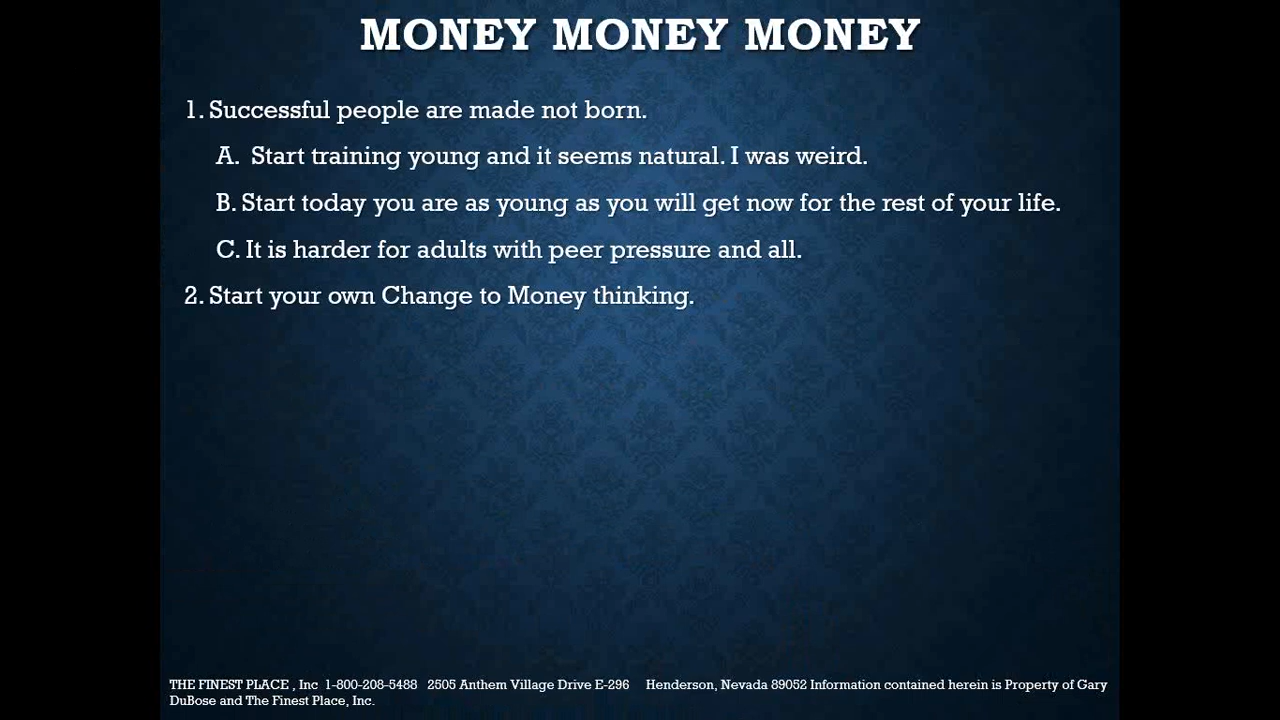 MONEY MONEY MONEY
1. Successful people are made not born.
A. Start training young and it seems natural. I was weird.
B. Start today you are as young as you will get now for the rest of your life.
C. It is harder for adults with peer pressure and all.
2. Start your own Change to Money thinking.
THE FINEST PLACE , Inc 1-800-208-5488 2505 Anthem Village Drive E-296 Henderson, Nevada 89052 Information contained herein is Property of Gary
DuBose and The Finest Place, Inc.